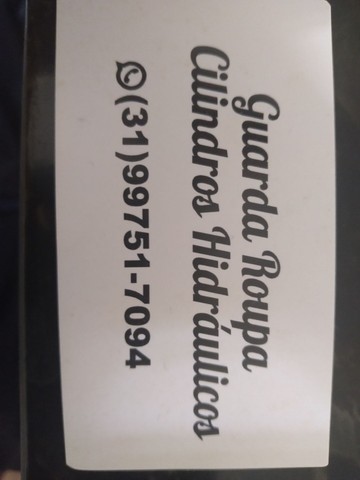 Guarda Roupa
Cilindros Hidráulicos
(31)99751-7094